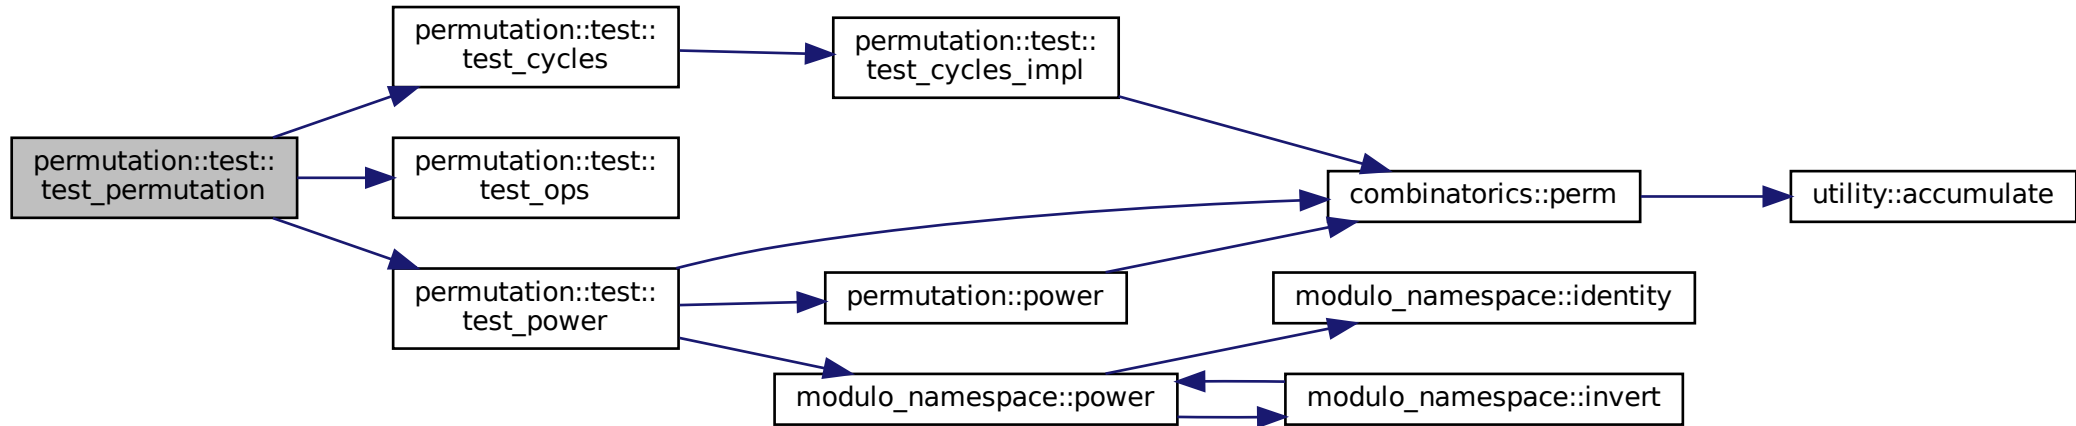 permutation::test::
test_permutation
permutation::test::
test_cycles
permutation::test::
test_ops
permutation::test::
test_power
permutation::test::
test_cycles_impl
permutation::power
modulo_namespace::power
combinatorics::perm
modulo_namespace::identity
modulo_namespace::invert
utility::accumulate